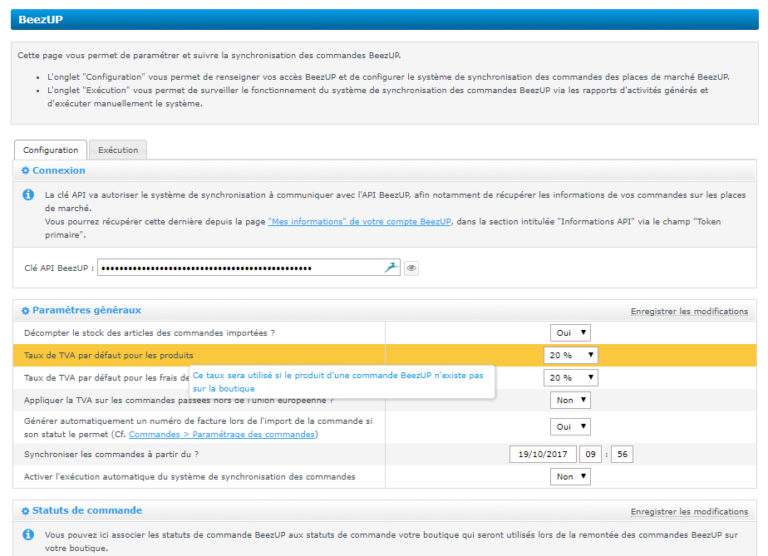 BeezUP
Cette page vous permet de paramétrer et suivre la synchronisation des commandes BeezUP.
• L'onglet "Configuration" vous permet de renseigner vos accès BeezUP et de configurer le système de synchronisation des commandes des places de marché BeezUP.
• L'onglet "Exécution" vous permet de surveiller le fonctionnement du système de synchronisation des commandes BeezUP via les rapports d'activités générés et
d'exécuter manuellement le système.
Configuration Exécution
Connexion
La clé API va autoriser le système de synchronisation à communiquer avec l'API BeezUP, afin notamment de récupérer les informations de vos commandes sur les places
de marché.
Vous pourrez récupérer cette dernière depuis la page "Mes informations" de votre compte BeezUP, dans la section intitulée "Informations API" via le champ "Token
primaire".
Clé API BeezUP :
Paramètres généraux Enregistrer les modifications
Décompter le stock des articles des commandes importées ? Oui
Taux de TVA par défaut pour les produits 20 %
Taux de TVA par défaut pour les frais de 20 %
Ce taux sera utilisé si le produit d'une commande BeezUP n'existe pas
sur la boutique
Appliquer la TVA sur les commandes passées hors de l'union européenne ? Non
Générer automatiquement un numéro de facture lors de l'import de la commande si
son statut le permet (Cf. Commandes > Paramétrage des commandes) Oui
Synchroniser les commandes à partir du ? 19/10/2017 09 : 56
Activer l'exécution automatique du système de synchronisation des commandes Non
Statuts de commande Enregistrer les modifications
Vous pouvez ici associer les statuts de commande BeezUP aux statuts de commande votre boutique qui seront utilisés lors de la remontée des commandes BeezUP sur
votre boutique.